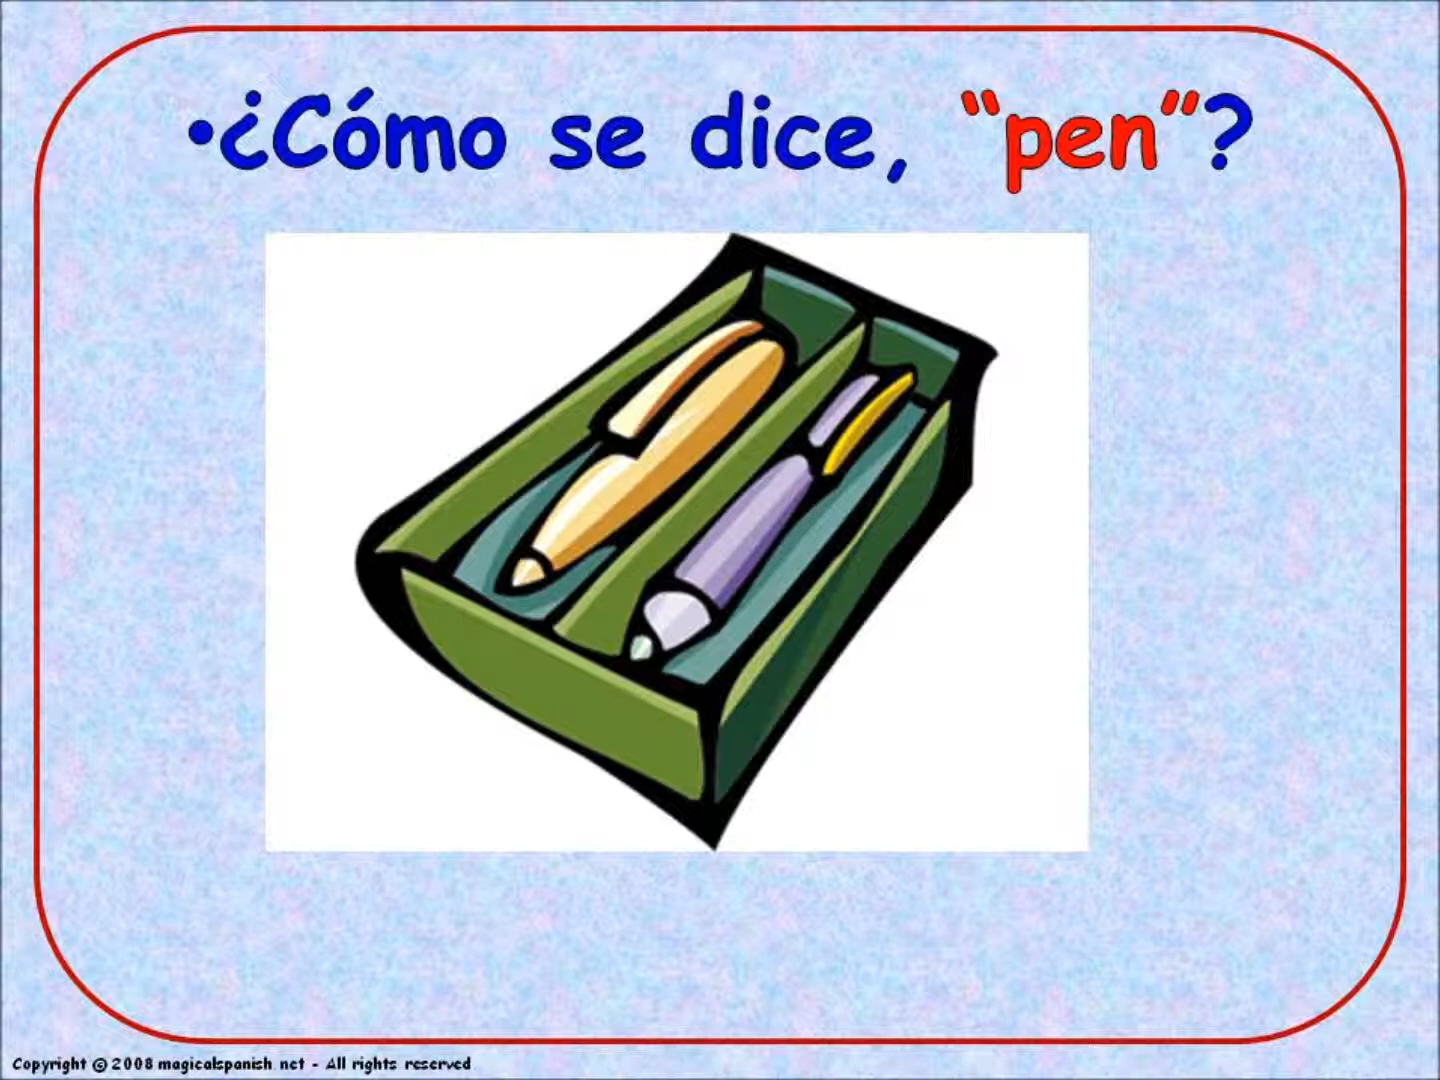 •¿Cómo se dice, “pen”?
Copyright © 2008 magicalspanish.net - All rights reserved